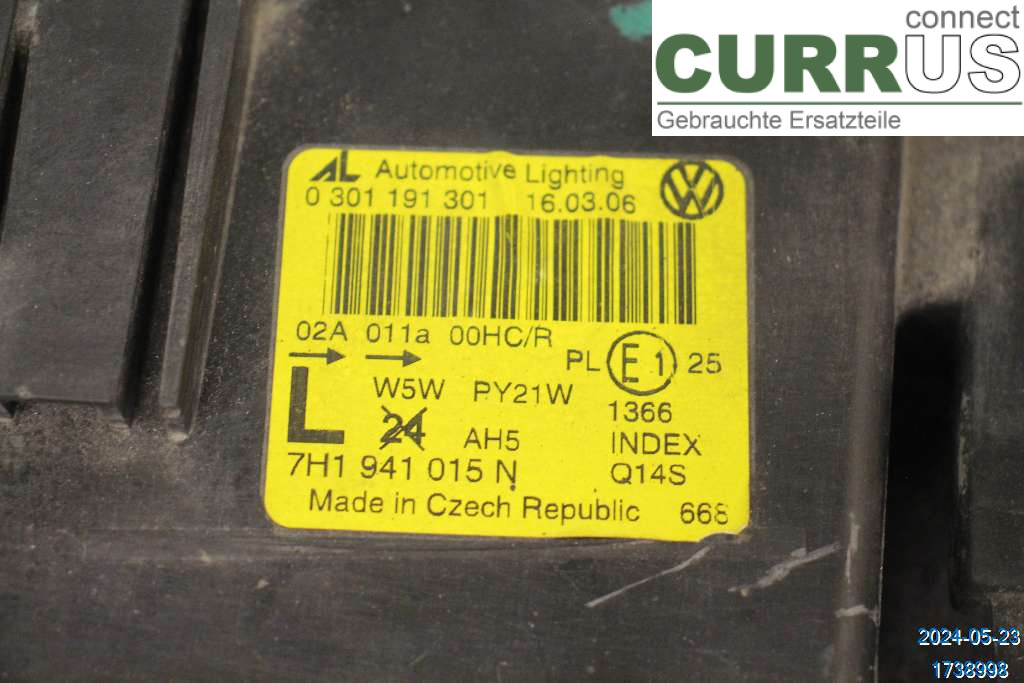 connect
CURRUS
Gebrauchte Ersatzteile
AL Automotive Lighting
0 301 191 301 16.03.06
02A 011a 00HC/R
PL E 1 25
L W5W PY21W
1366
24 AH5 INDEX
7H1 941 015 N Q14S
Made in Czech Republic 668
2024-05-23
1738998